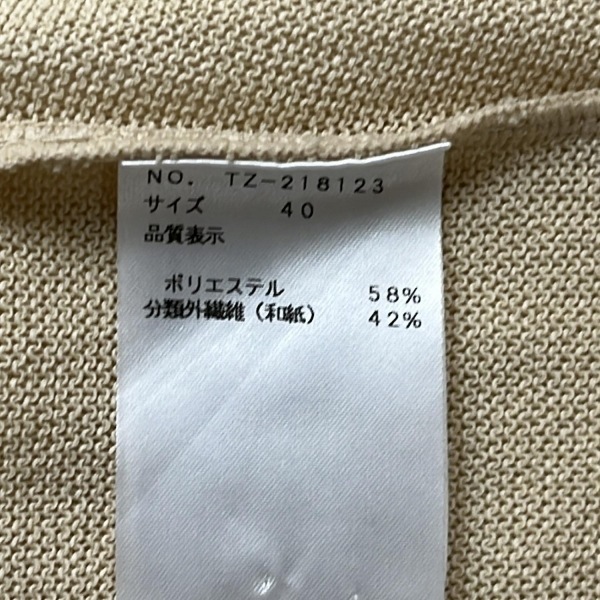 NO. TZ-218123
サイズ 40
品質表示
ポリエステル 58%
分類外繊維(和紙) 42%